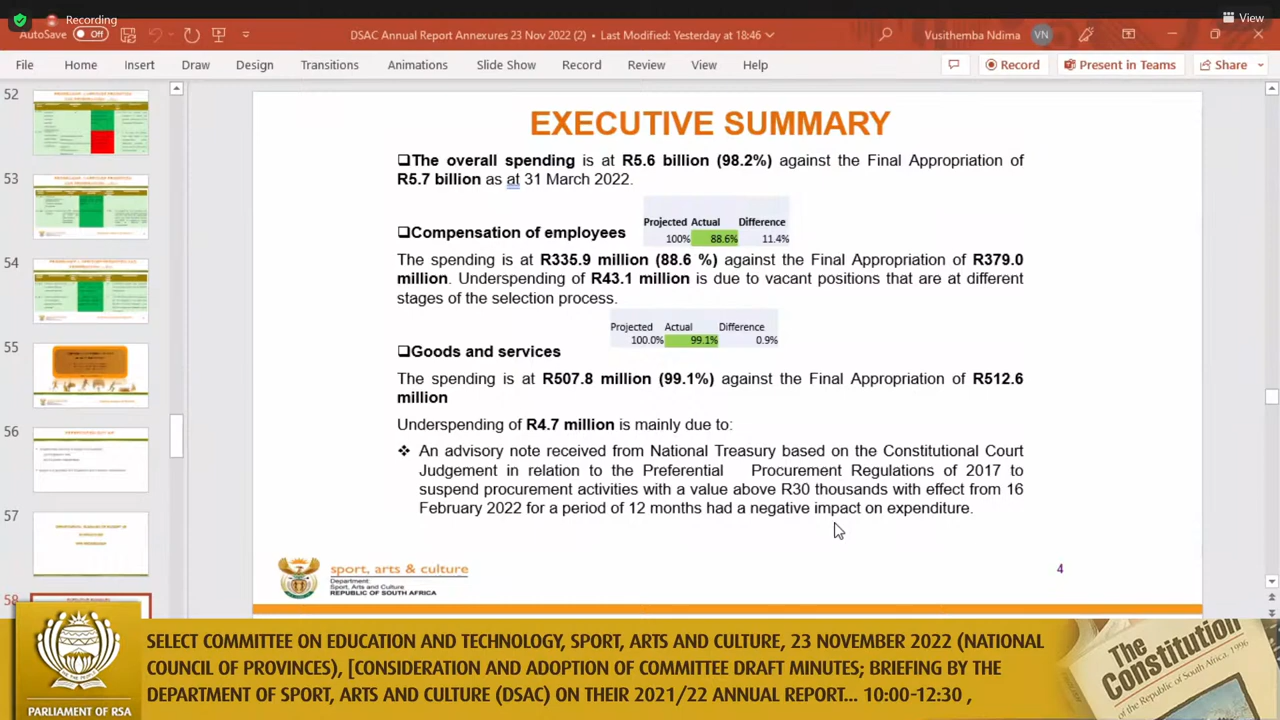 Recording
View
AutoSave Off
DSAC Annual Report Annexures 23 Nov 2022 (2) • Last Modified: Yesterday at 18:46
Vusithemba Ndima VN
File Home Insert Draw Design Transitions Animations Slide Show Record Review View Help
Record Present in Teams Share
52
53
54
55
56
57
58
EXECUTIVE SUMMARY
The overall spending is at R5.6 billion (98.2%) against the Final Appropriation of
R5.7 billion as at 31 March 2022.
Projected Actual Difference
100% 88.6% 11.4%
Compensation of employees
The spending is at R335.9 million (88.6 %) against the Final Appropriation of R379.0
million. Underspending of R43.1 million is due to vacant positions that are at different
stages of the selection process.
Projected Actual Difference
100.0% 99.1% 0.9%
Goods and services
The spending is at R507.8 million (99.1%) against the Final Appropriation of R512.6
million
Underspending of R4.7 million is mainly due to:
❖ An advisory note received from National Treasury based on the Constitutional Court
Judgement in relation to the Preferential Procurement Regulations of 2017 to
suspend procurement activities with a value above R30 thousands with effect from 16
February 2022 for a period of 12 months had a negative impact on expenditure.
sport, arts & culture
Department:
Sport, Arts and Culture
REPUBLIC OF SOUTH AFRICA
4
SELECT COMMITTEE ON EDUCATION AND TECHNOLOGY, SPORT, ARTS AND CULTURE, 23 NOVEMBER 2022 (NATIONAL
COUNCIL OF PROVINCES), [CONSIDERATION AND ADOPTION OF COMMITTEE DRAFT MINUTES; BRIEFING BY THE
DEPARTMENT OF SPORT, ARTS AND CULTURE (DSAC) ON THEIR 2021/22 ANNUAL REPORT... 10:00-12:30 ,
PARLIAMENT OF RSA
The
Constitution
of the Republic of South Africa, 1996